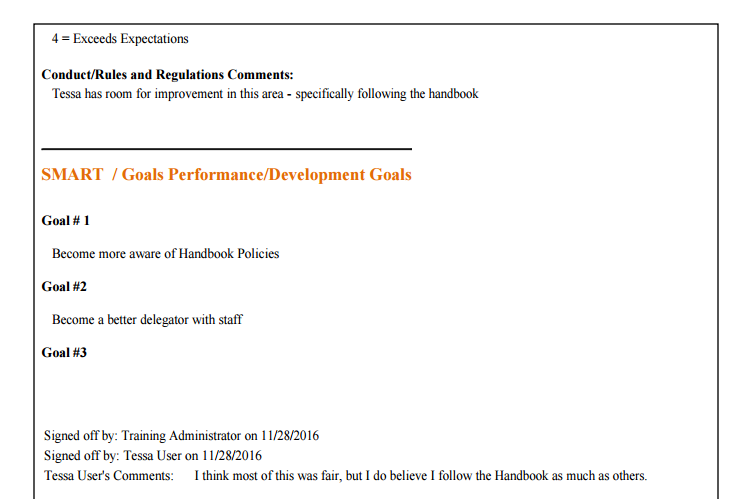 4 = Exceeds Expectations
Conduct/Rules and Regulations Comments:
Tessa has room for improvement in this area - specifically following the handbook
SMART / Goals Performance/Development Goals
Goal # 1
Become more aware of Handbook Policies
Goal #2
Become a better delegator with staff
Goal #3
Signed off by: Training Administrator on 11/28/2016
Signed off by: Tessa User on 11/28/2016
Tessa User's Comments: I think most of this was fair, but I do believe I follow the Handbook as much as others.